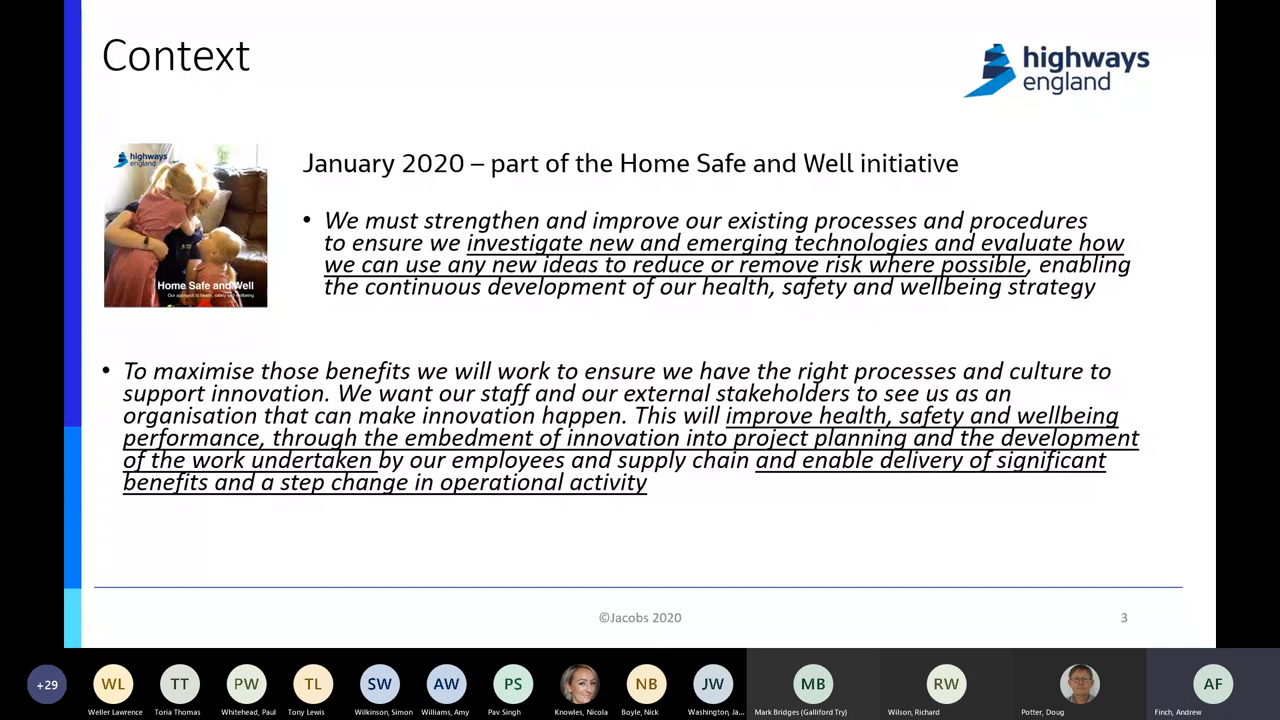 Context
highways
england
highways
england
Home Safe and Well
Our approach to health, safety and wellbeing
January 2020 – part of the Home Safe and Well initiative
• We must strengthen and improve our existing processes and procedures
to ensure we investigate new and emerging technologies and evaluate how
we can use any new ideas to reduce or remove risk where possible, enabling
the continuous development of our health, safety and wellbeing strategy
• To maximise those benefits we will work to ensure we have the right processes and culture to
support innovation. We want our staff and our external stakeholders to see us as an
organisation that can make innovation happen. This will improve health, safety and wellbeing
performance, through the embedment of innovation into project planning and the development
of the work undertaken by our employees and supply chain and enable delivery of significant
benefits and a step change in operational activity
©Jacobs 2020
3
+29
WL
TT
PW
TL
SW
AW
PS
NB
JW
MB
RW
AF
Weller Lawrence
Toria Thomas
Whitehead, Paul
Tony Lewis
Wilkinson, Simon
Williams, Amy
Pav Singh
Knowles, Nicola
Boyle, Nick
Washington, Ja...
Mark Bridges (Galliford Try)
Wilson, Richard
Potter, Doug
Finch, Andrew